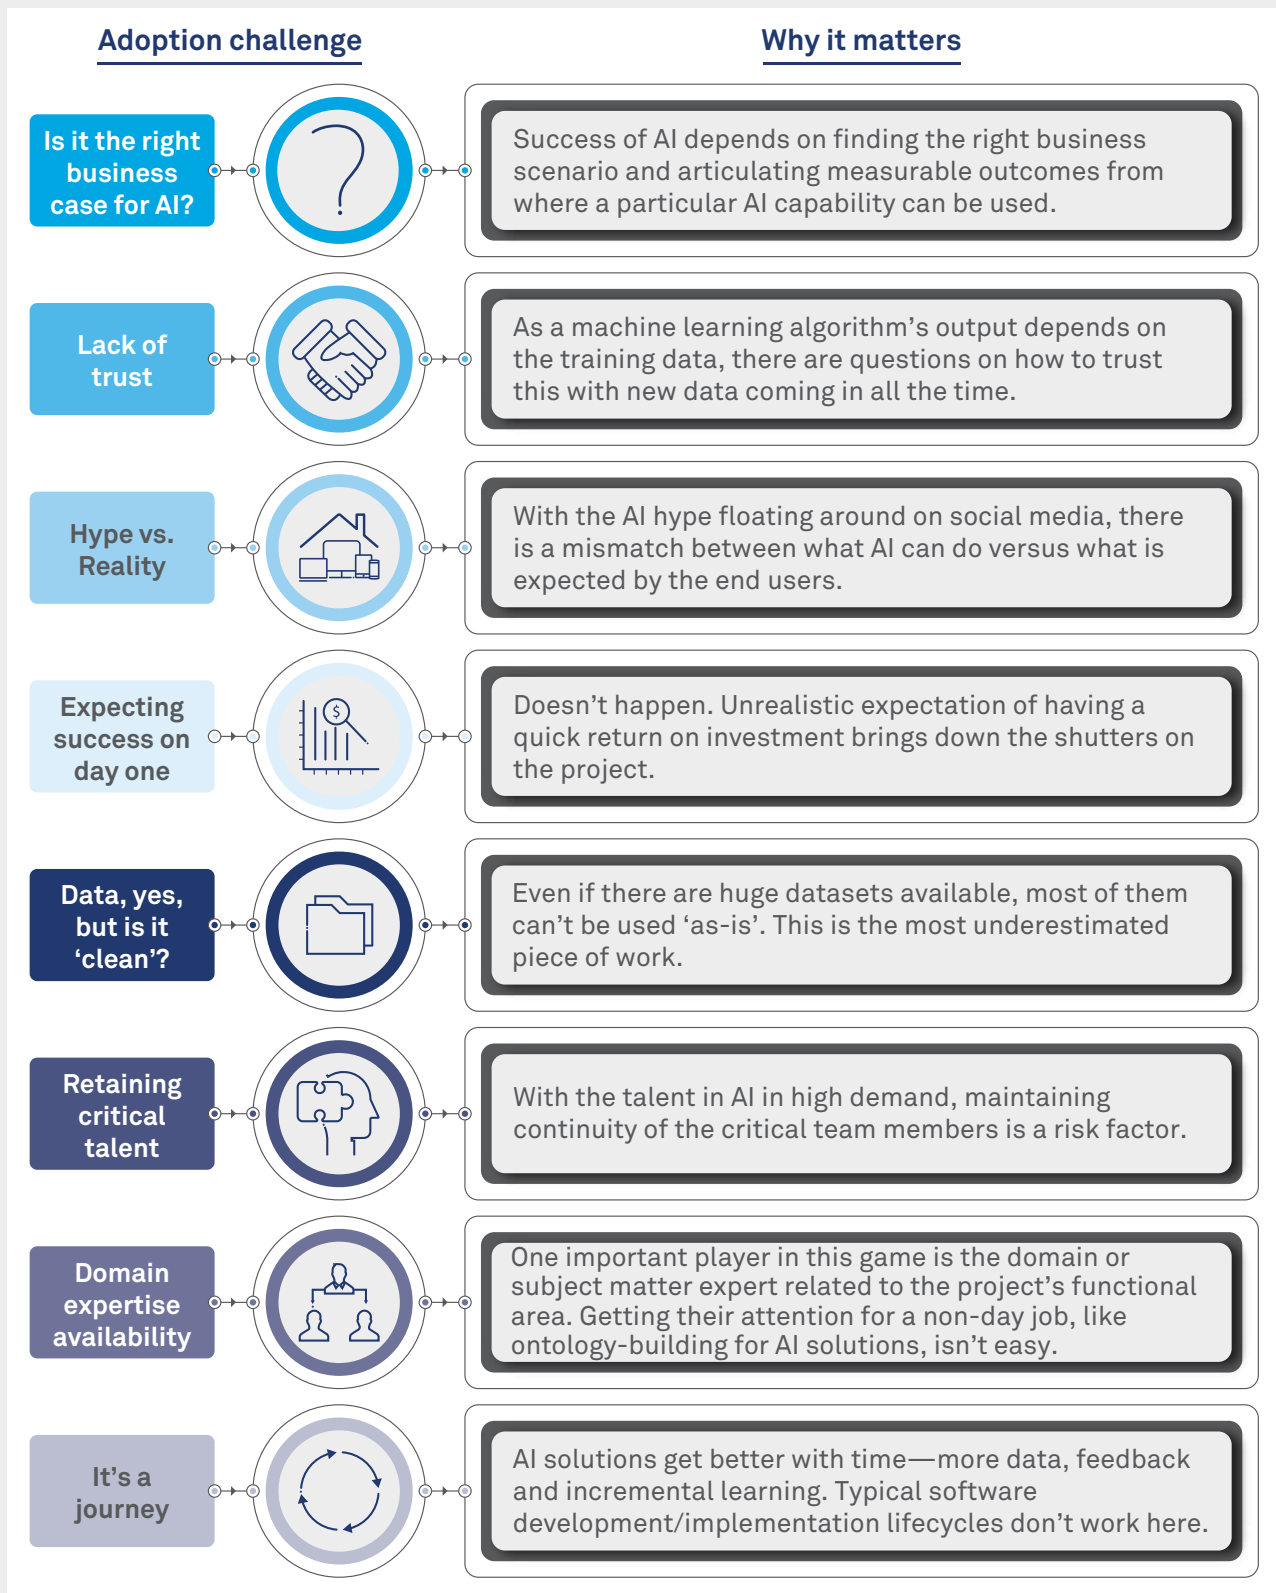 Adoption challenge
Why it matters
Is it the right
business
case for AI?
Success of AI depends on finding the right business
scenario and articulating measurable outcomes from
where a particular AI capability can be used.
Lack of
trust
As a machine learning algorithm’s output depends on
the training data, there are questions on how to trust
this with new data coming in all the time.
Hype vs.
Reality
With the AI hype floating around on social media, there
is a mismatch between what AI can do versus what is
expected by the end users.
Expecting
success on
day one
$
Doesn’t happen. Unrealistic expectation of having a
quick return on investment brings down the shutters on
the project.
Data, yes,
but is it
‘clean’?
Even if there are huge datasets available, most of them
can’t be used ‘as-is’. This is the most underestimated
piece of work.
Retaining
critical
talent
With the talent in AI in high demand, maintaining
continuity of the critical team members is a risk factor.
Domain
expertise
availability
One important player in this game is the domain or
subject matter expert related to the project’s functional
area. Getting their attention for a non-day job, like
ontology-building for AI solutions, isn’t easy.
It’s a
journey
AI solutions get better with time—more data, feedback
and incremental learning. Typical software
development/implementation lifecycles don’t work here.